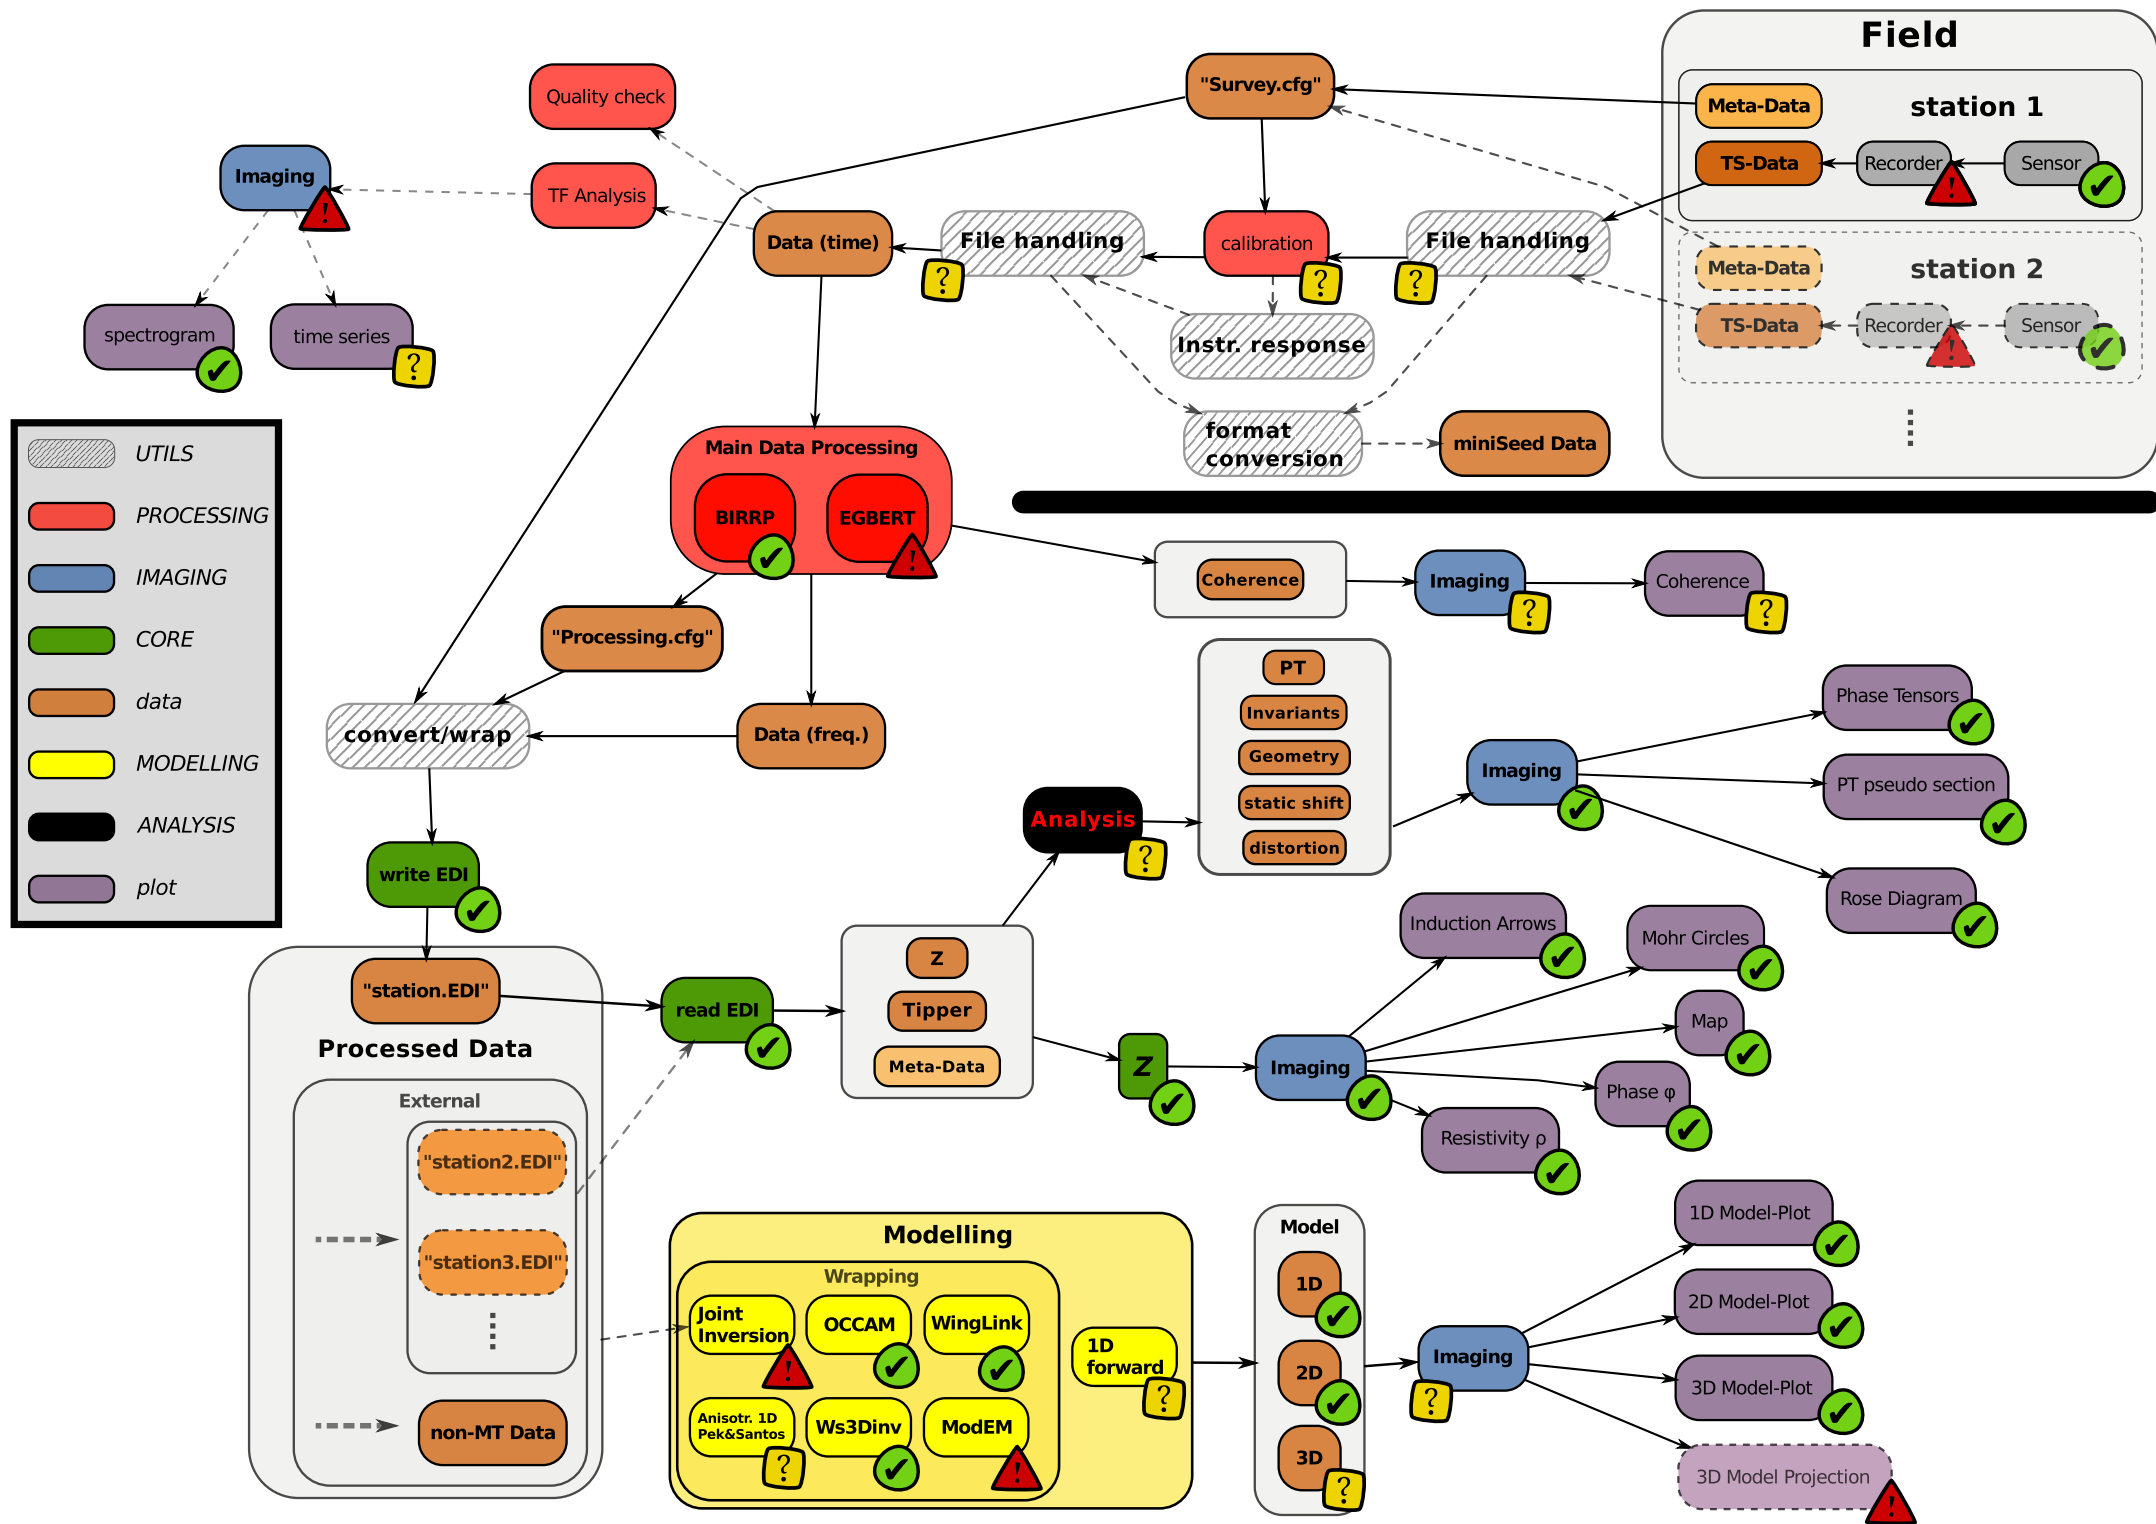 Field
"Survey.cfg"
Meta-Data
station 1
Quality check
TS-Data
Recorder
Sensor
!
✔
Imaging
!
TF Analysis
Data (time)
File handling
?
calibration
?
File handling
?
Meta-Data
station 2
TS-Data
Recorder
Sensor
!
✔
spectrogram
✔
time series
?
Instr. response
format
conversion
miniSeed Data
UTILS
PROCESSING
IMAGING
CORE
data
MODELLING
ANALYSIS
plot
Main Data Processing
BIRRP
✔
EGBERT
!
Coherence
Imaging
?
Coherence
?
"Processing.cfg"
convert/wrap
Data (freq.)
PT
Invariants
Geometry
static shift
distortion
Analysis
?
Imaging
✔
Phase Tensors
✔
PT pseudo section
✔
Rose Diagram
✔
write EDI
✔
"station.EDI"
Processed Data
External
"station2.EDI"
"station3.EDI"
non-MT Data
read EDI
✔
Z
Tipper
Meta-Data
Z
✔
Imaging
✔
Induction Arrows
✔
Mohr Circles
✔
Map
✔
Phase φ
✔
Resistivity ρ
✔
Modelling
Wrapping
Joint
Inversion
!
OCCAM
✔
WingLink
✔
Anisotr. 1D
Pek&Santos
?
Ws3Dinv
✔
ModEM
!
1D
forward
?
Model
1D
✔
2D
✔
3D
?
Imaging
?
1D Model-Plot
✔
2D Model-Plot
✔
3D Model-Plot
✔
3D Model Projection
!